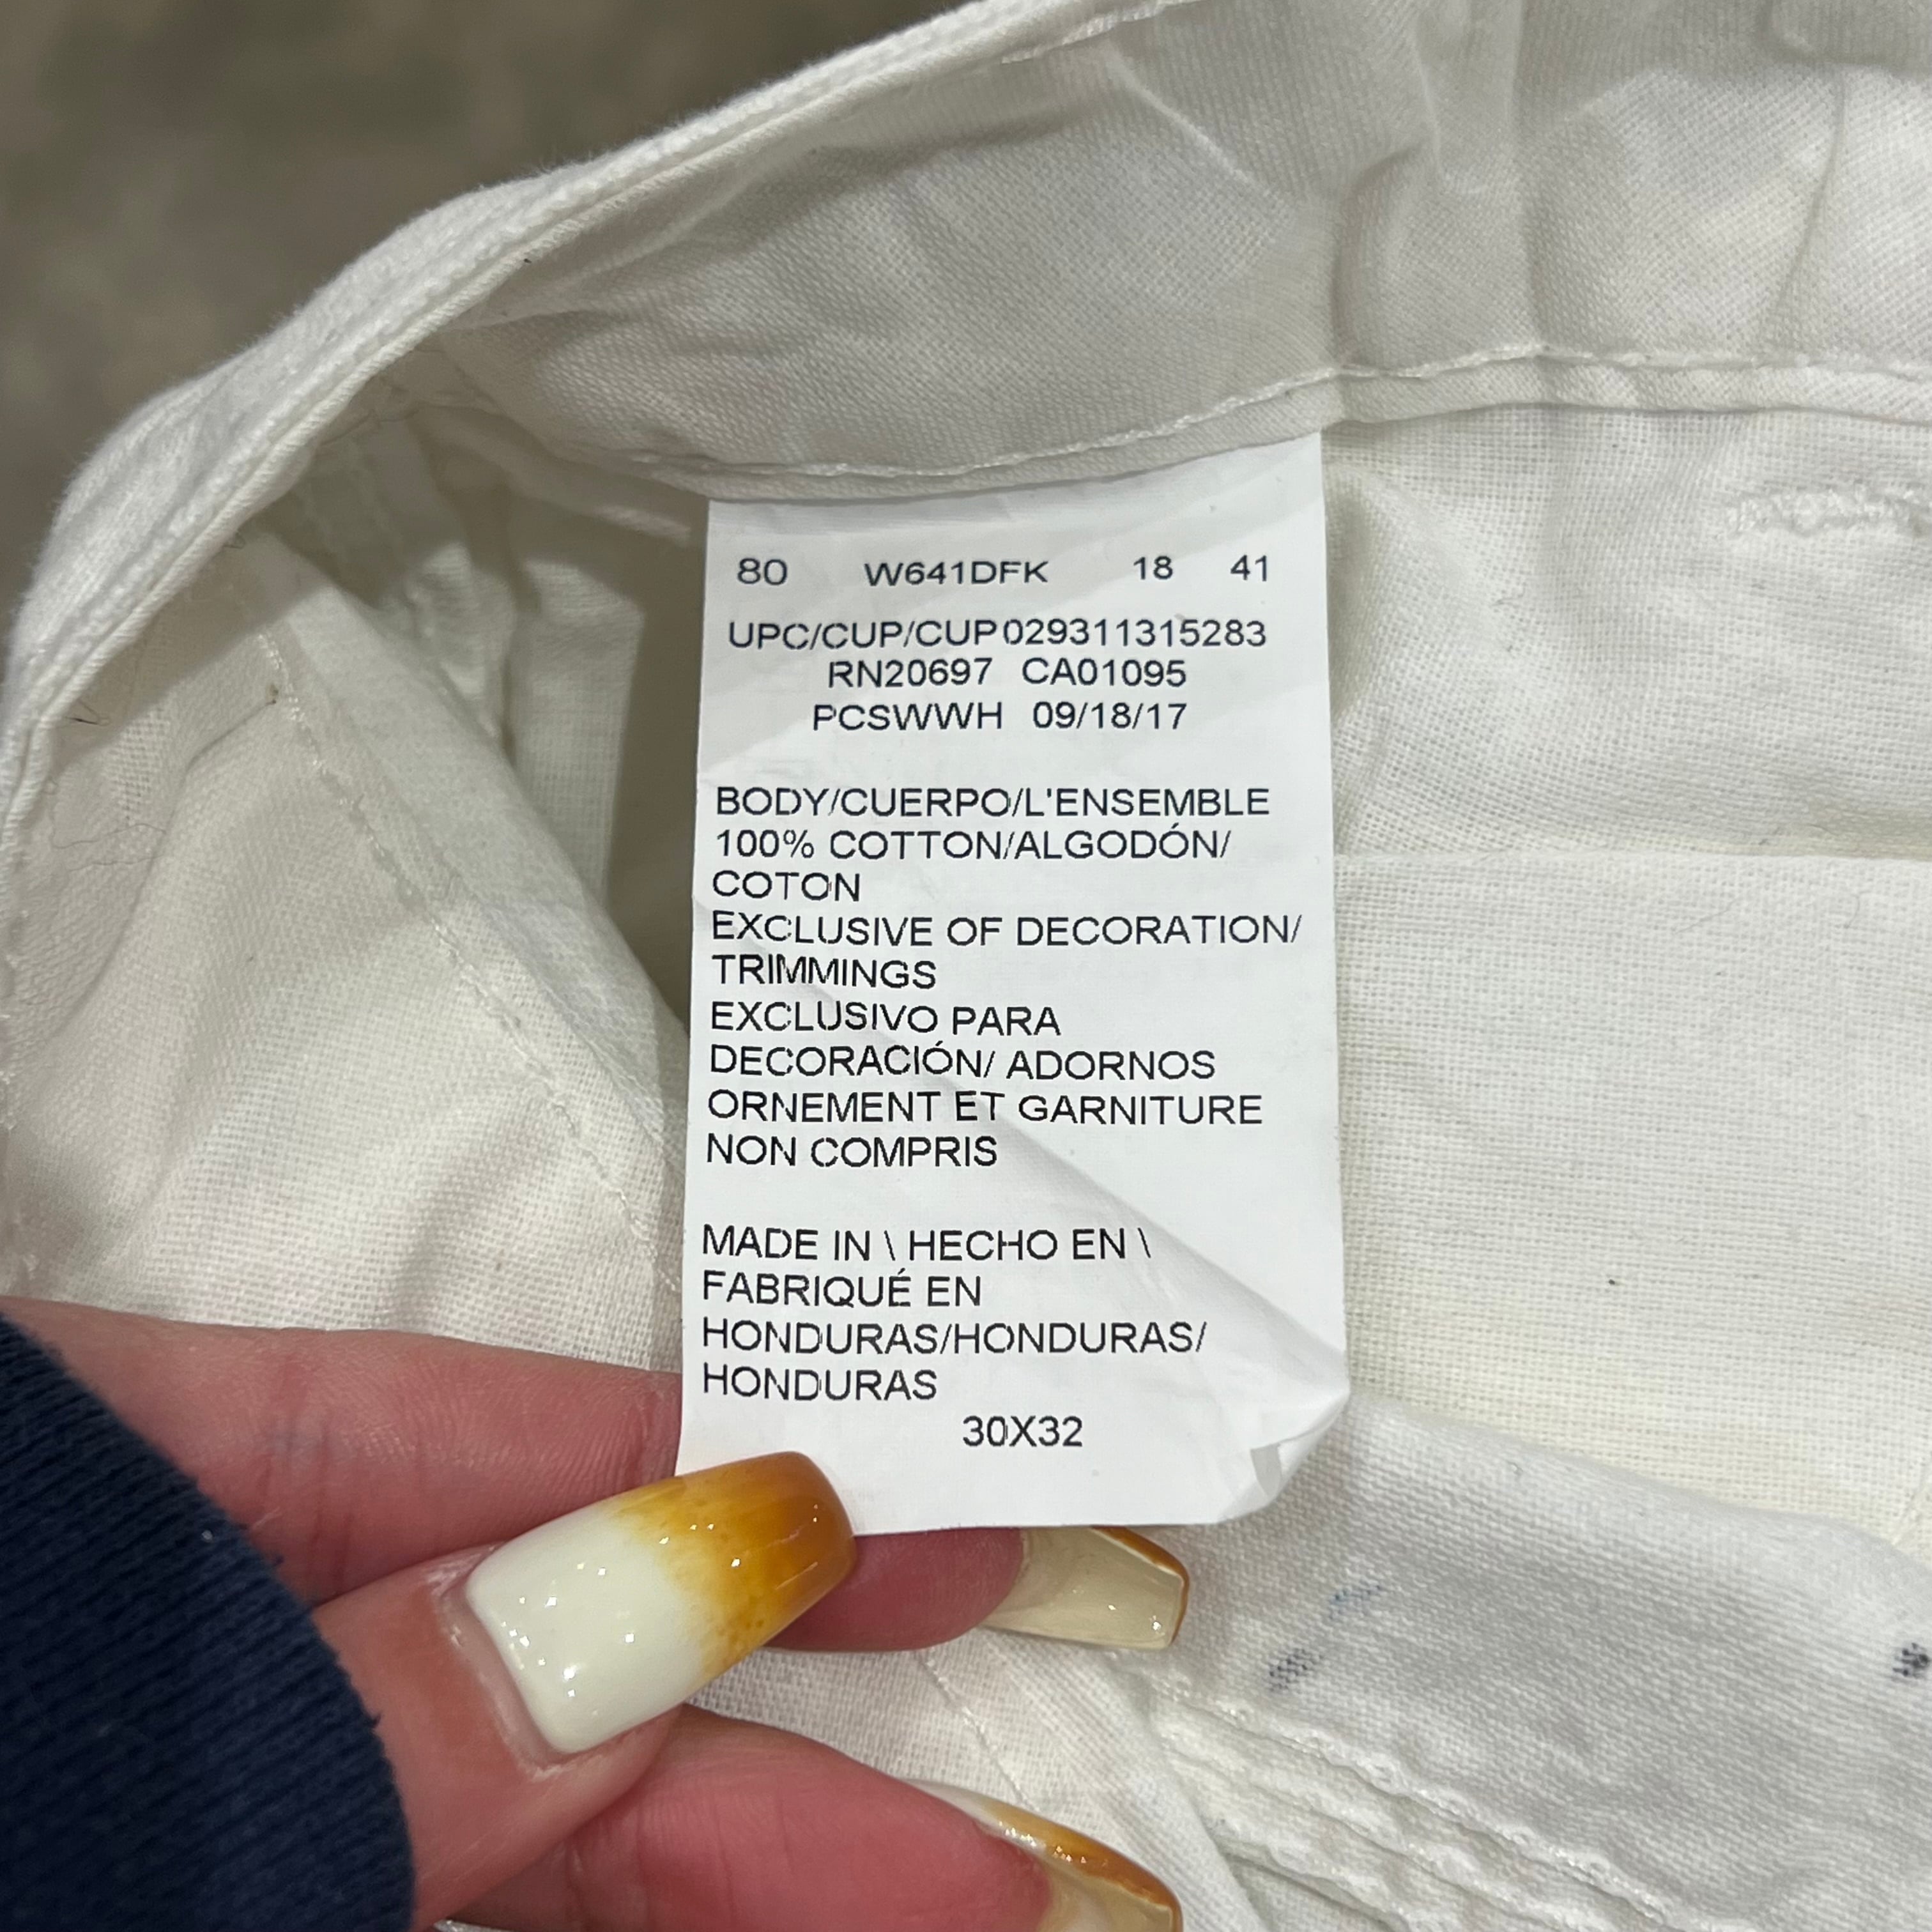 80 W641DFK 18 41
UPC/CUP/CUP029311315283
RN20697 CA01095
PCSWWH 09/18/17
BODY/CUERPO/L'ENSEMBLE
100% COTTON/ALGODÓN/
COTON
EXCLUSIVE OF DECORATION/
TRIMMINGS
EXCLUSIVO PARA
DECORACIÓN/ ADORNOS
ORNEMENT ET GARNITURE
NON COMPRIS
MADE IN \ HECHO EN \
FABRIQUÉ EN
HONDURAS/HONDURAS/
HONDURAS
30X32